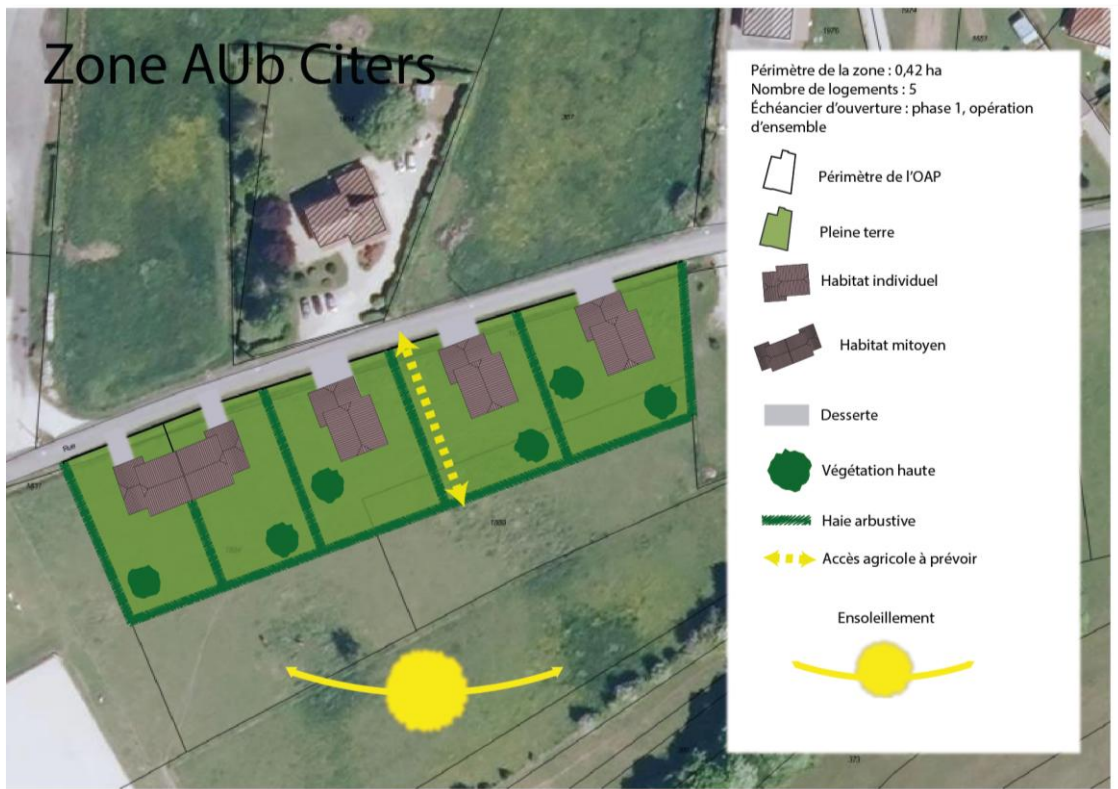 Zone AUb Citers
Périmètre de la zone : 0,42 ha
Nombre de logements : 5
Échéancier d'ouverture : phase 1, opération
d'ensemble
Périmètre de l'OAP
Pleine terre
Habitat individuel
Habitat mitoyen
Desserte
Végétation haute
Haie arbustive
Accès agricole à prévoir
Ensoleillement
Rue
373